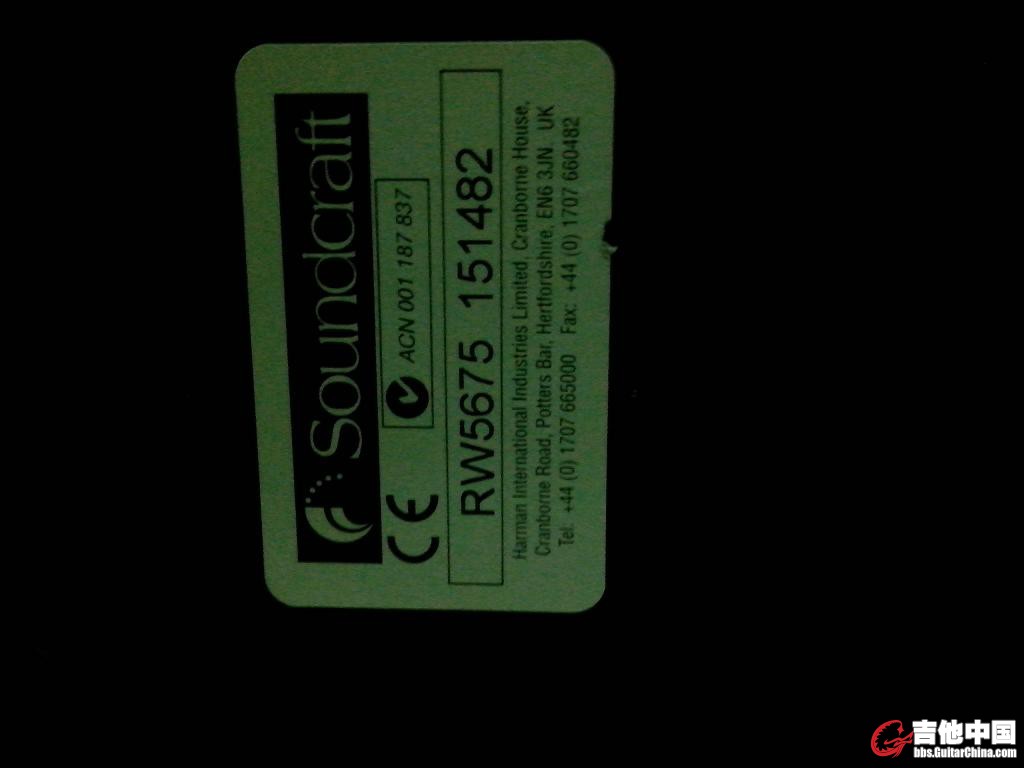 Soundcraft
CE
ACN 001 187 837
RW5675 151482
Harman International Industries Limited, Cranborne House,
Cranborne Road, Potters Bar, Hertfordshire, EN6 3JN. UK
Tel: +44 (0) 1707 665000 Fax: +44 (0) 1707 660482
吉他中国
bbs.GuitarChina.com